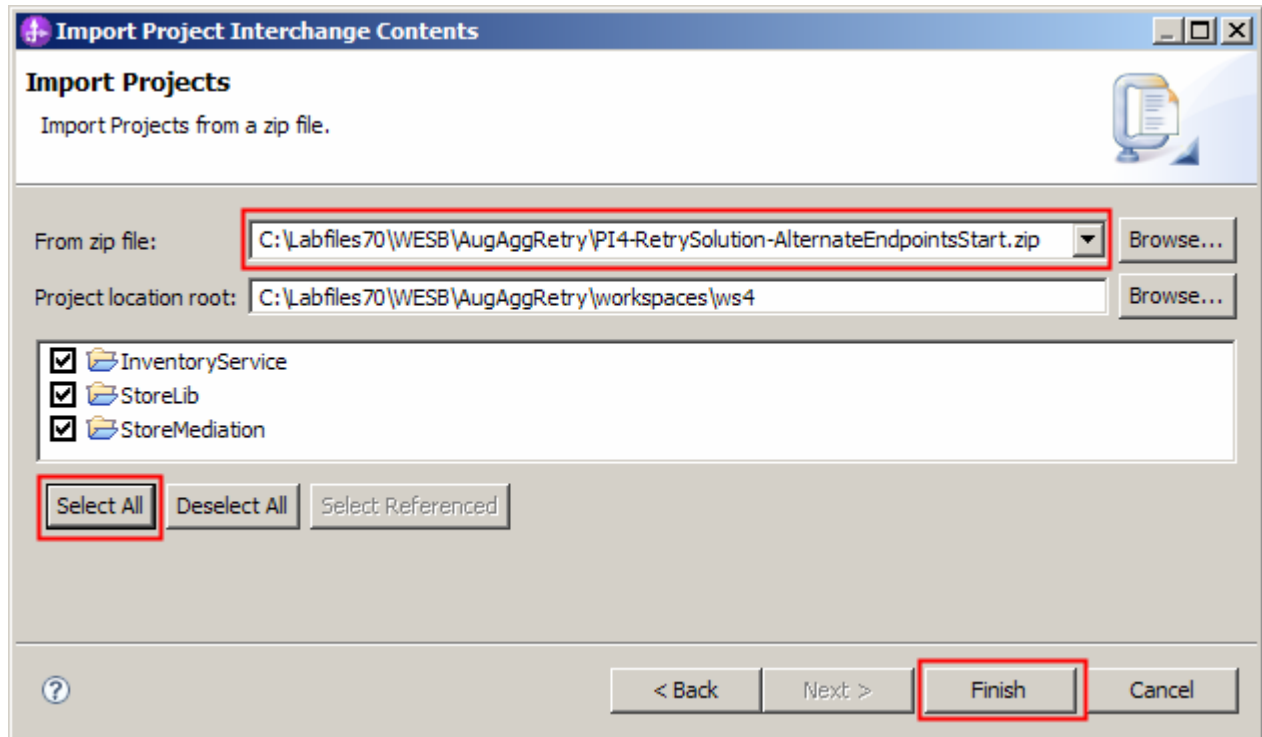 Import Project Interchange Contents
Import Projects
Import Projects from a zip file.
From zip file: C:\Labfiles70\WESB\AugAggRetry\PI4-RetrySolution-AlternateEndpointsStart.zip Browse...
Project location root: C:\Labfiles70\WESB\AugAggRetry\workspaces\ws4 Browse...
InventoryService
StoreLib
StoreMediation
Select All Deselect All Select Referenced
? < Back Next > Finish Cancel